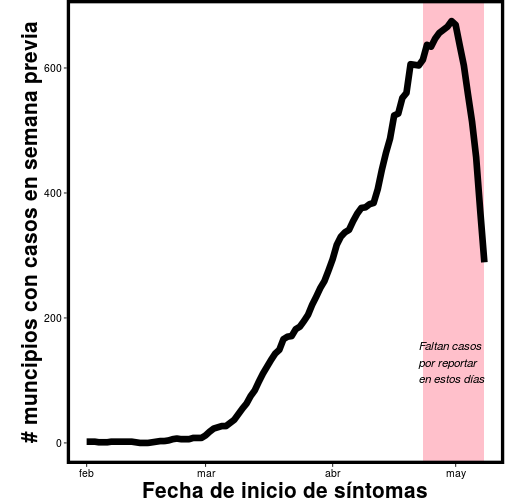 # muncipios con casos en semana previa
600
400
200
0
Faltan casos
por reportar
en estos días
feb
mar
abr
may
Fecha de inicio de síntomas